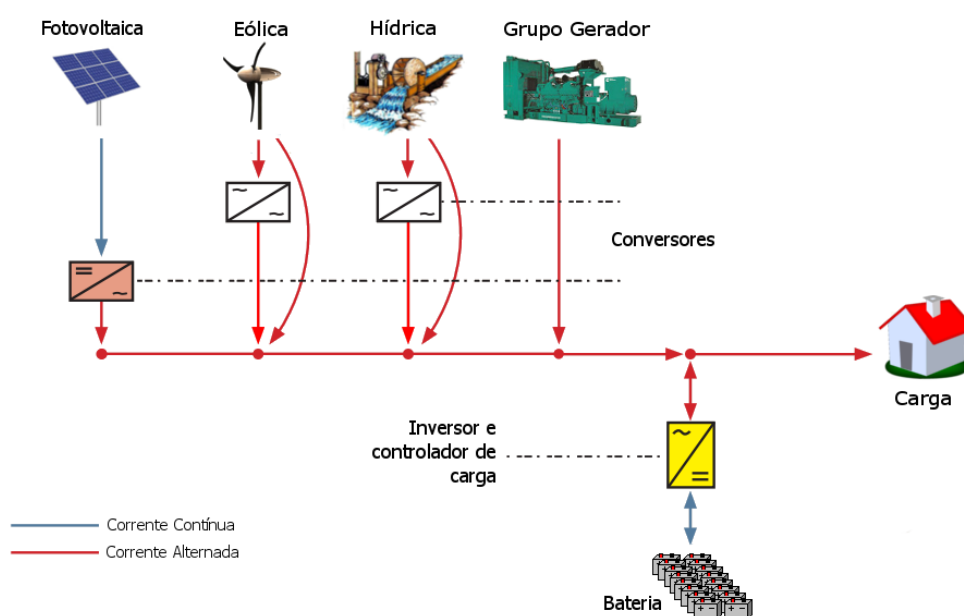 Fotovoltaica
Eólica
Hídrica
Grupo Gerador
Conversores
Carga
Inversor e
controlador de
carga
Corrente Contínua
Corrente Alternada
Bateria